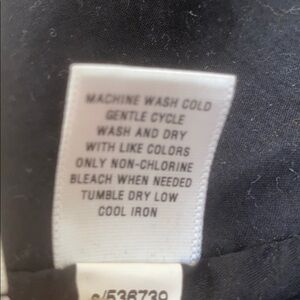 MACHINE WASH COLD
GENTLE CYCLE
WASH AND DRY
WITH LIKE COLORS
ONLY NON-CHLORINE
BLEACH WHEN NEEDED
TUMBLE DRY LOW
COOL IRON
c/536739